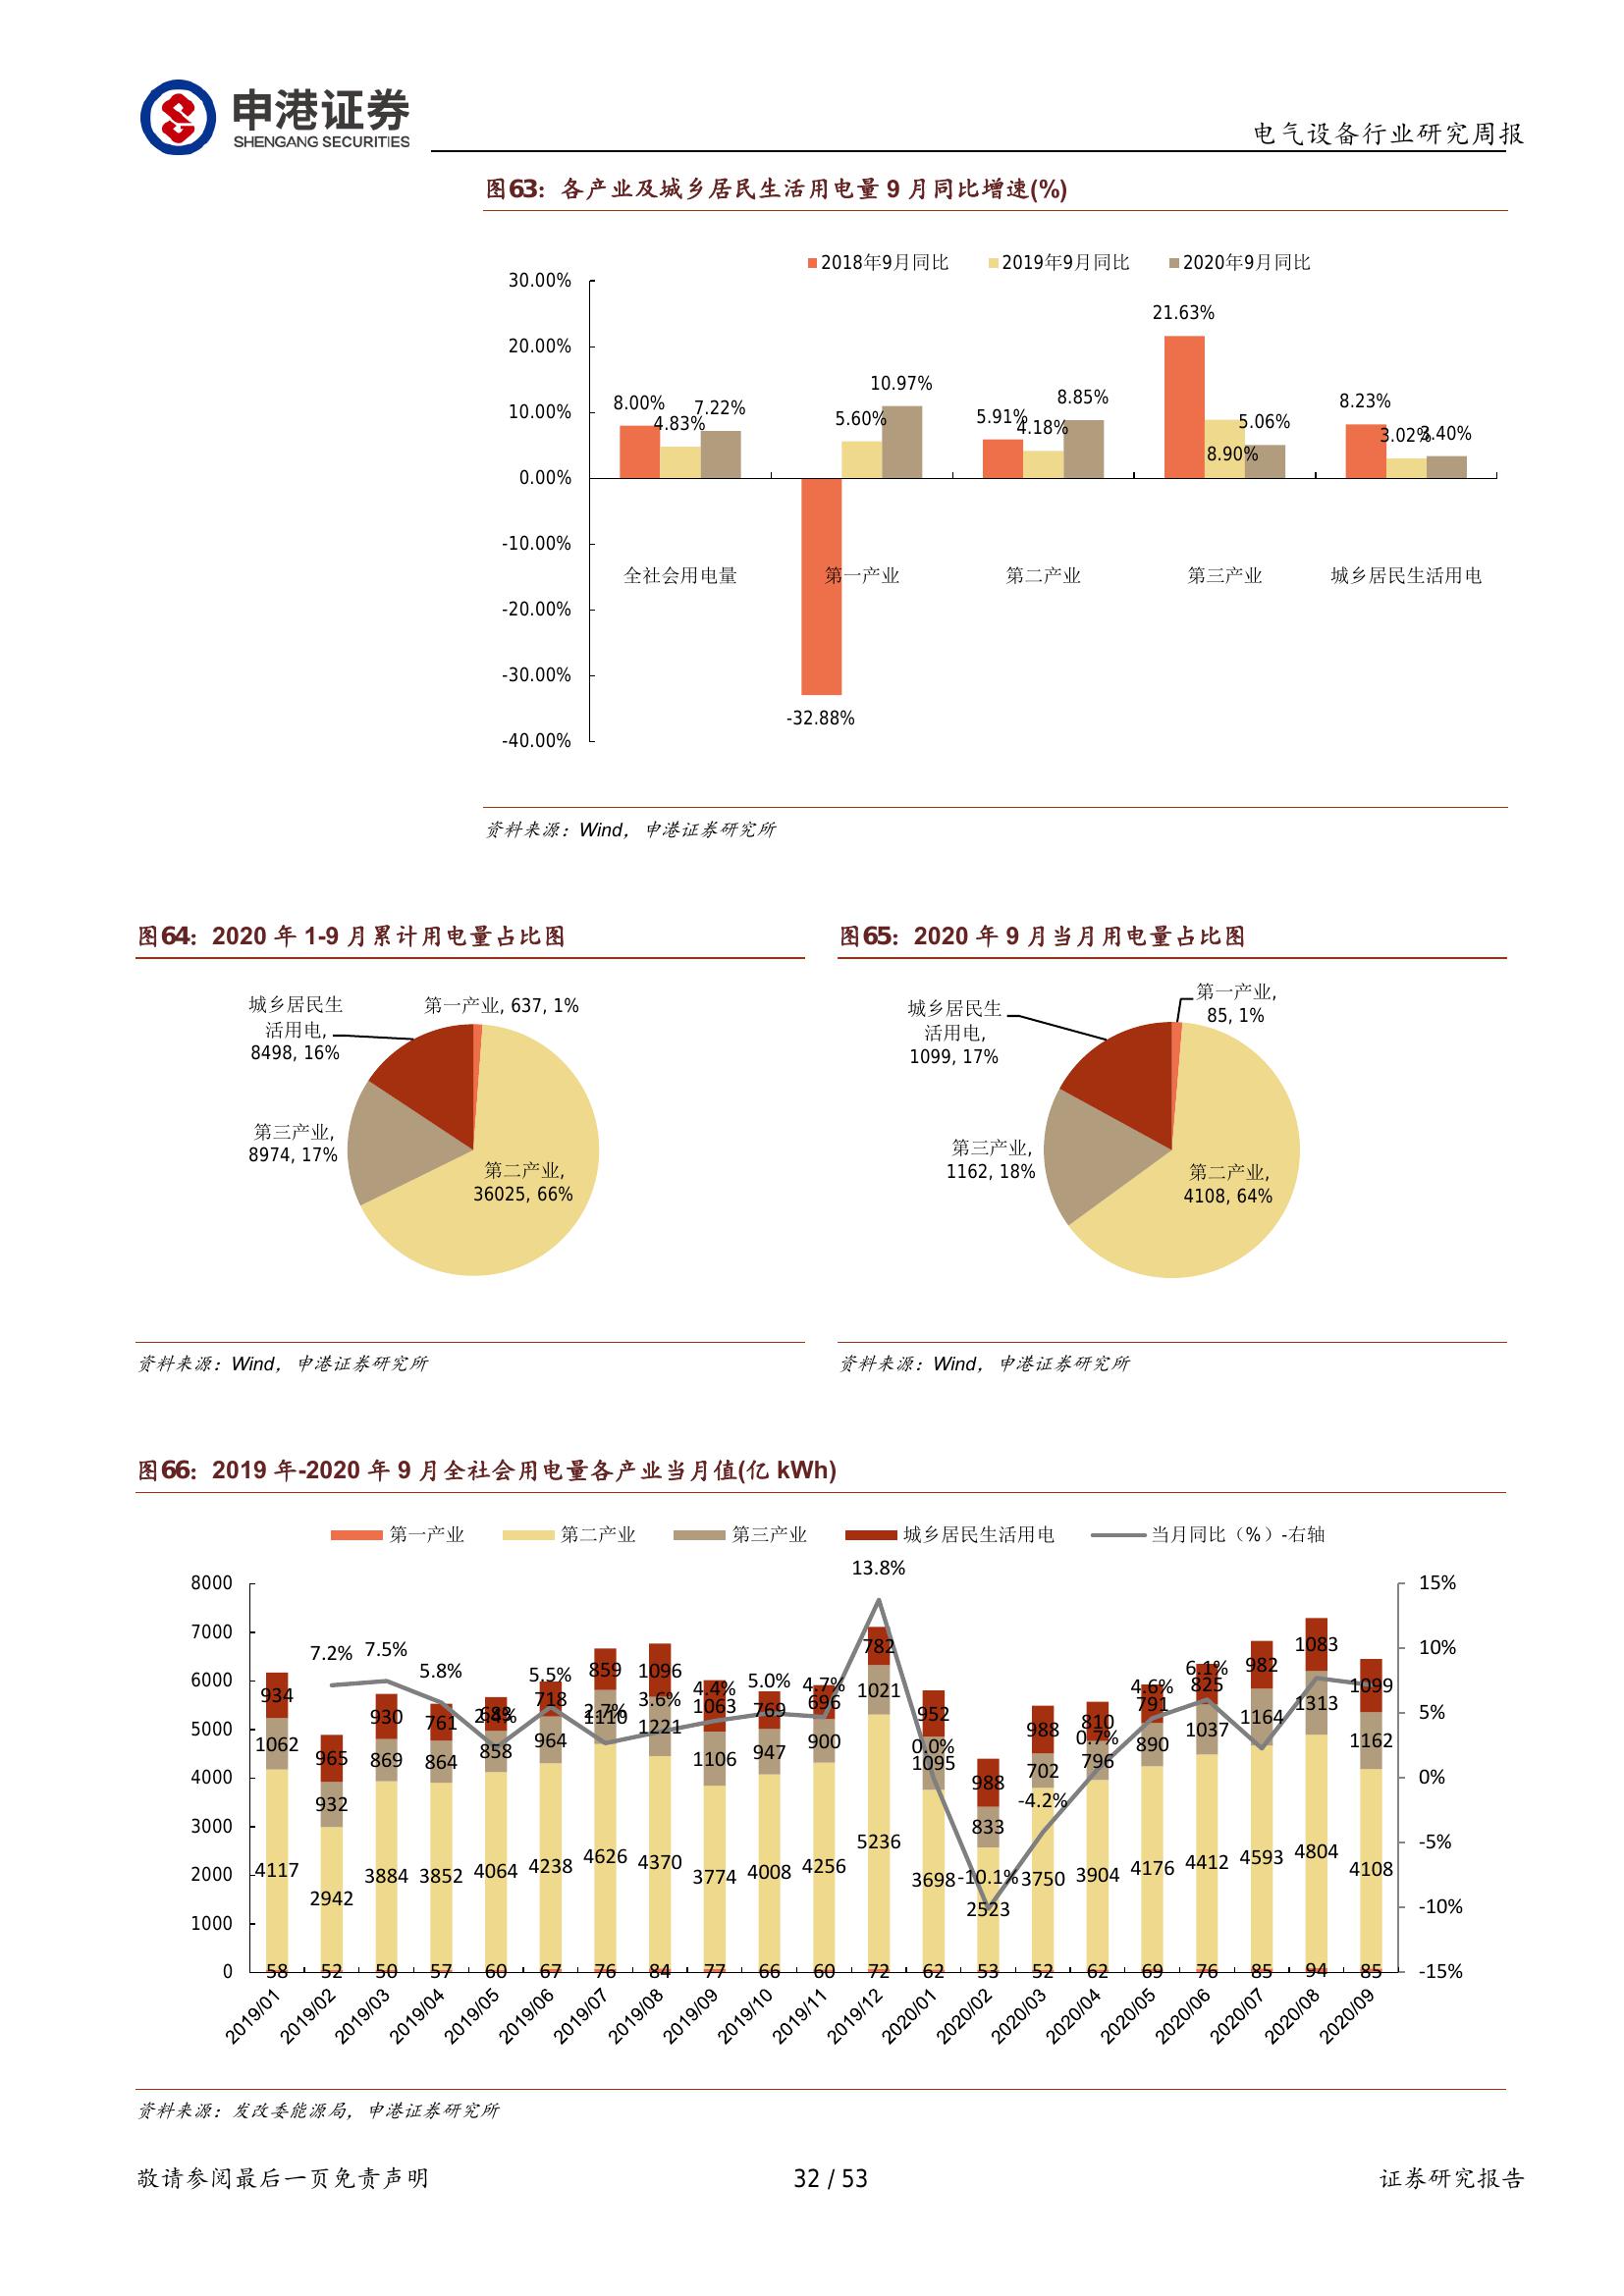 申港证券
SHENGANG SECURITIES
电气设备行业研究周报
图63：各产业及城乡居民生活用电量 9 月同比增速(%)
2018年9月同比 2019年9月同比 2020年9月同比
30.00%
20.00%
10.00%
0.00%
-10.00%
-20.00%
-30.00%
-40.00%
8.00% 4.83% 7.22%
-32.88% 5.60% 10.97%
5.91% 4.18% 8.85%
21.63% 8.90% 5.06%
8.23% 3.02% 3.40%
全社会用电量 第一产业 第二产业 第三产业 城乡居民生活用电
资料来源：Wind，申港证券研究所
图64：2020 年 1-9 月累计用电量占比图
城乡居民生
活用电,
8498, 16%
第一产业, 637, 1%
第三产业,
8974, 17%
第二产业,
36025, 66%
资料来源：Wind，申港证券研究所
图65：2020 年 9 月当月用电量占比图
城乡居民生
活用电,
1099, 17%
第一产业,
85, 1%
第三产业,
1162, 18%
第二产业,
4108, 64%
资料来源：Wind，申港证券研究所
图66：2019 年-2020 年 9 月全社会用电量各产业当月值(亿 kWh)
第一产业 第二产业 第三产业 城乡居民生活用电 当月同比（%）-右轴
8000
7000
6000
5000
4000
3000
2000
1000
0
15%
10%
5%
0%
-5%
-10%
-15%
7.2% 7.5% 5.8% 2.4% 5.5% 2.7% 3.6% 4.4% 5.0% 4.7% 13.8% 0.0% -10.1% -4.2% 0.7% 4.6% 6.1%
934 965 930 761 718 859 1096 1063 769 696 782 952 988 988 810 791 825 982 1083 1099
1062 932 869 864 858 964 1110 1221 1106 947 900 1021 1095 833 702 796 890 1037 1164 1313 1162
4117 2942 3884 3852 4064 4238 4626 4370 3774 4008 4256 5236 3698 2523 3750 3904 4176 4412 4593 4804 4108
58 52 50 57 60 67 76 84 77 66 60 72 62 53 52 62 69 76 85 94 85
2019/01 2019/02 2019/03 2019/04 2019/05 2019/06 2019/07 2019/08 2019/09 2019/10 2019/11 2019/12 2020/01 2020/02 2020/03 2020/04 2020/05 2020/06 2020/07 2020/08 2020/09
资料来源：发改委能源局，申港证券研究所
敬请参阅最后一页免责声明
32 / 53
证券研究报告